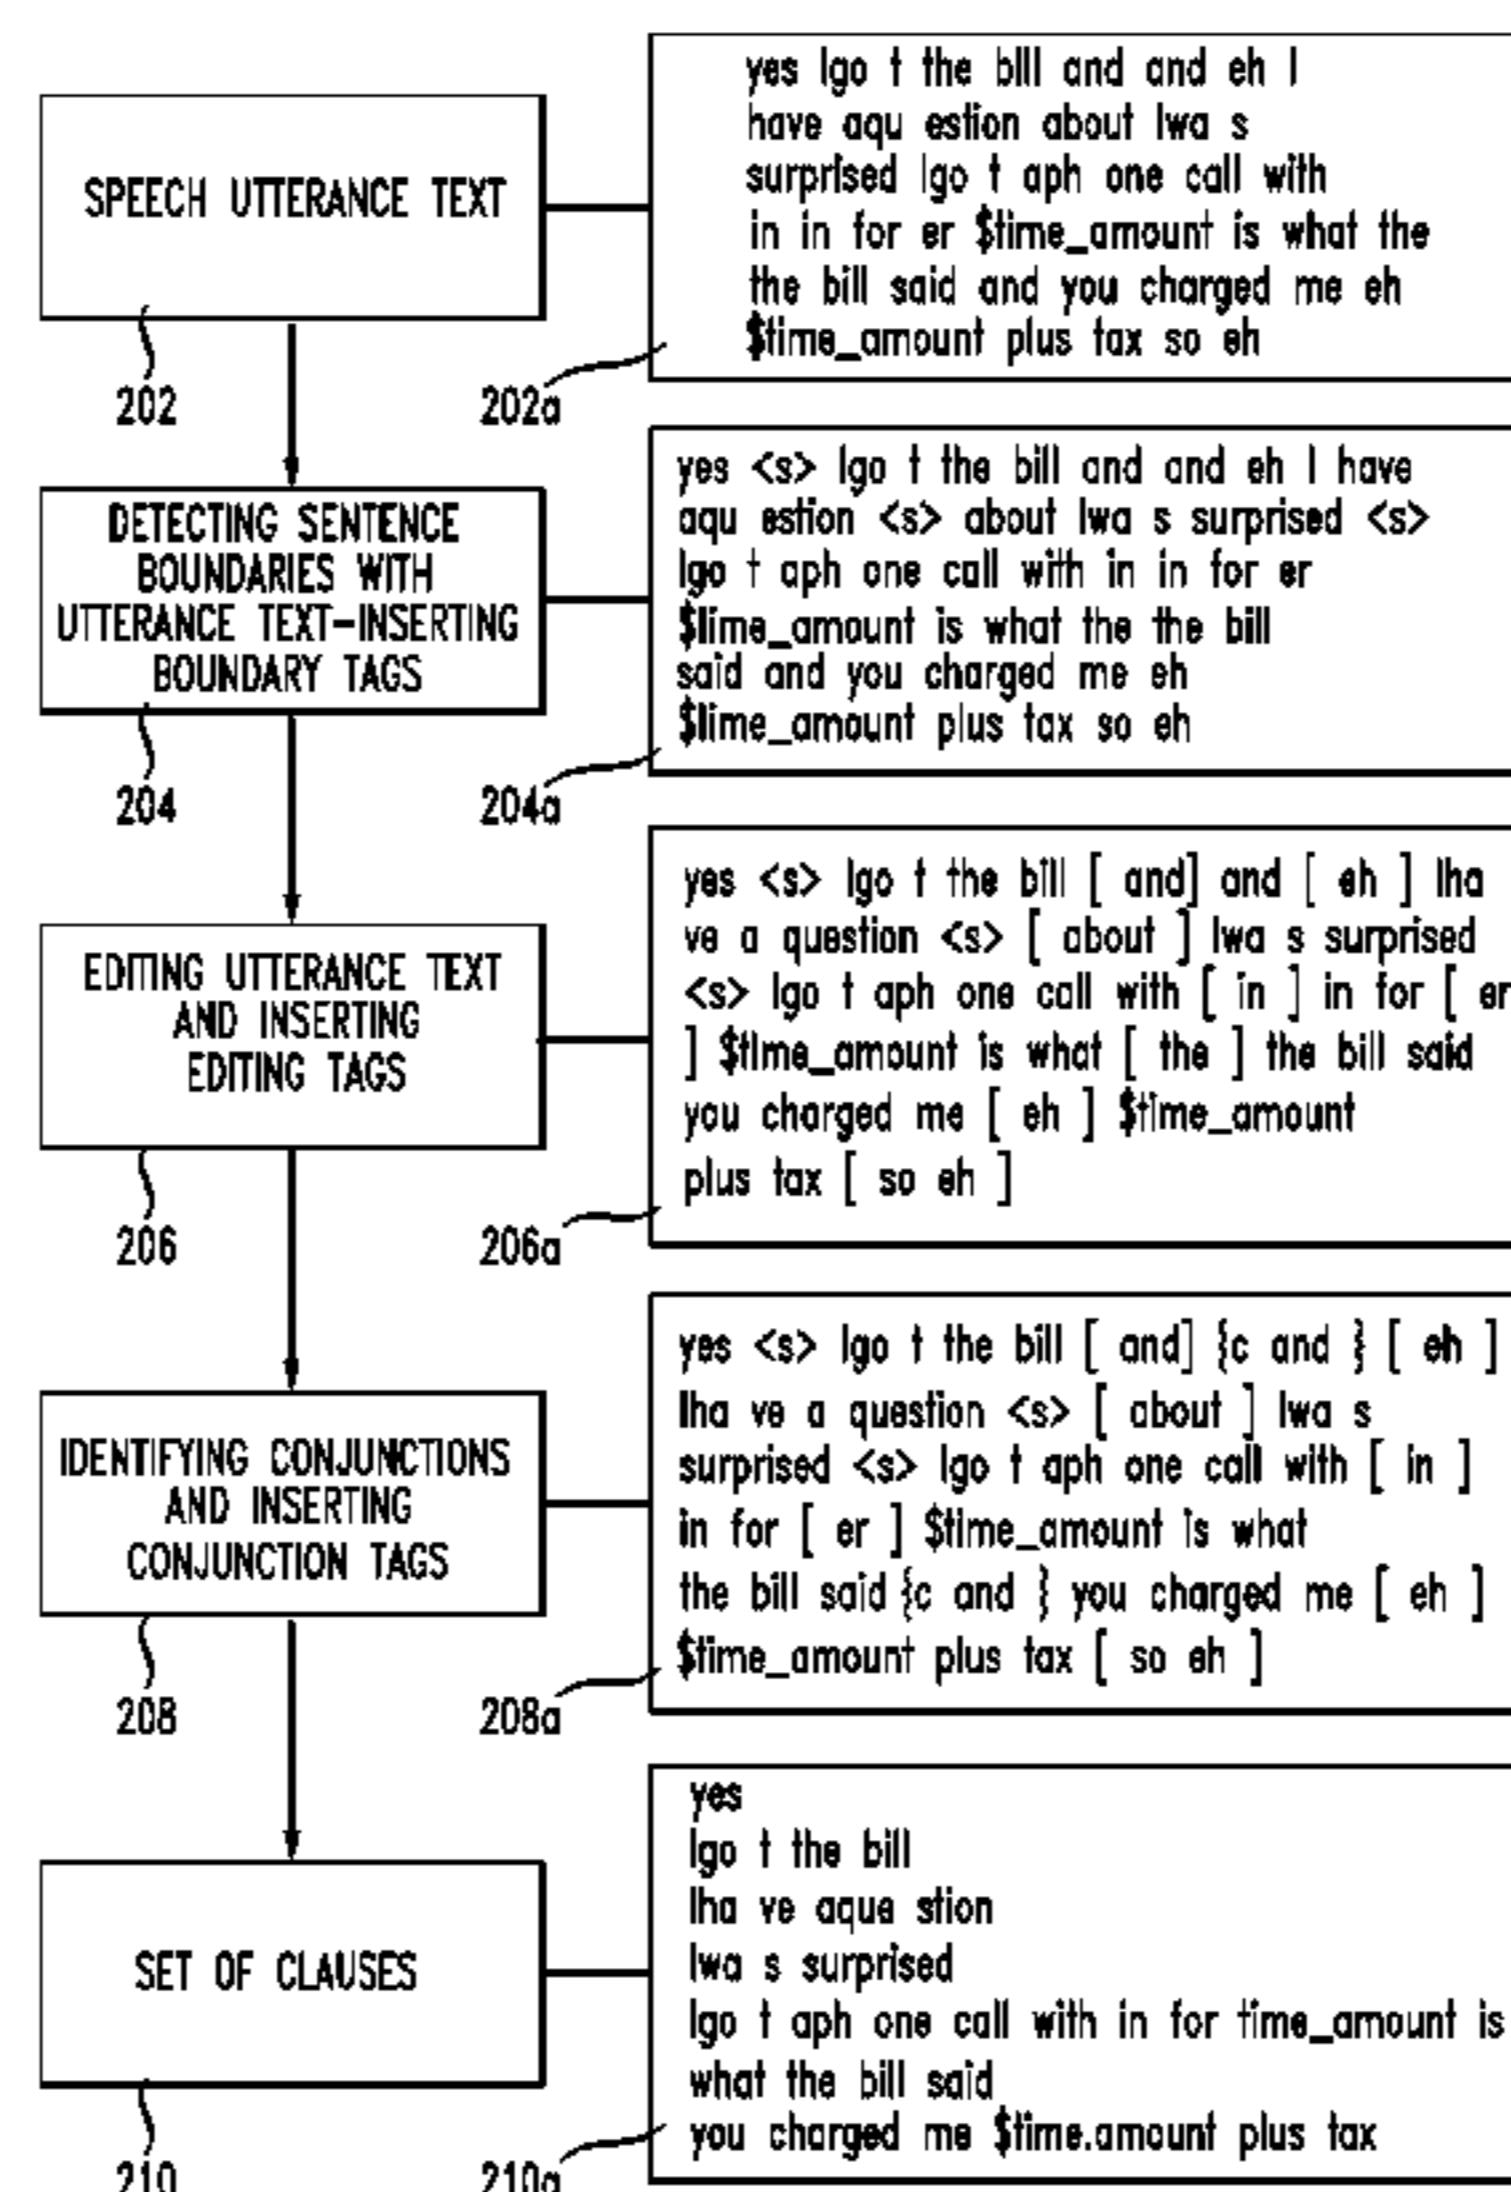 SPEECH UTTERANCE TEXT
202
yes Igo t the bill and and eh I
have aqu estion about Iwa s
surprised Igo t aph one call with
in in for er $time_amount is what the
the bill said and you charged me eh
$time_amount plus tax so eh
202a
DETECTING SENTENCE
BOUNDARIES WITH
UTTERANCE TEXT-INSERTING
BOUNDARY TAGS
204
yes <s> Igo t the bill and and eh I have
aqu estion <s> about Iwa s surprised <s>
Igo t aph one call with in in for er
$time_amount is what the the bill
said and you charged me eh
$time_amount plus tax so eh
204a
EDITING UTTERANCE TEXT
AND INSERTING
EDITING TAGS
206
yes <s> Igo t the bill [ and] and [ eh ] Iha
ve a question <s> [ about ] Iwa s surprised
<s> Igo t aph one call with [ in ] in for [ er
] $time_amount is what [ the ] the bill said
you charged me [ eh ] $time_amount
plus tax [ so eh ]
206a
IDENTIFYING CONJUNCTIONS
AND INSERTING
CONJUNCTION TAGS
208
yes <s> Igo t the bill [ and] {c and } [ eh ]
Iha ve a question <s> [ about ] Iwa s
surprised <s> Igo t aph one call with [ in ]
in for [ er ] $time_amount is what
the bill said {c and } you charged me [ eh ]
$time_amount plus tax [ so eh ]
208a
SET OF CLAUSES
210
yes
Igo t the bill
Iha ve aque stion
Iwa s surprised
Igo t aph one call with in for time_amount is
what the bill said
you charged me $time.amount plus tax
210a